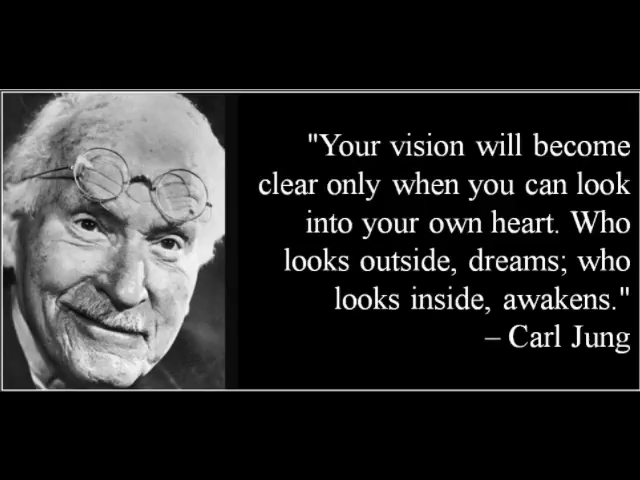 "Your vision will become
clear only when you can look
into your own heart. Who
looks outside, dreams; who
looks inside, awakens."
– Carl Jung